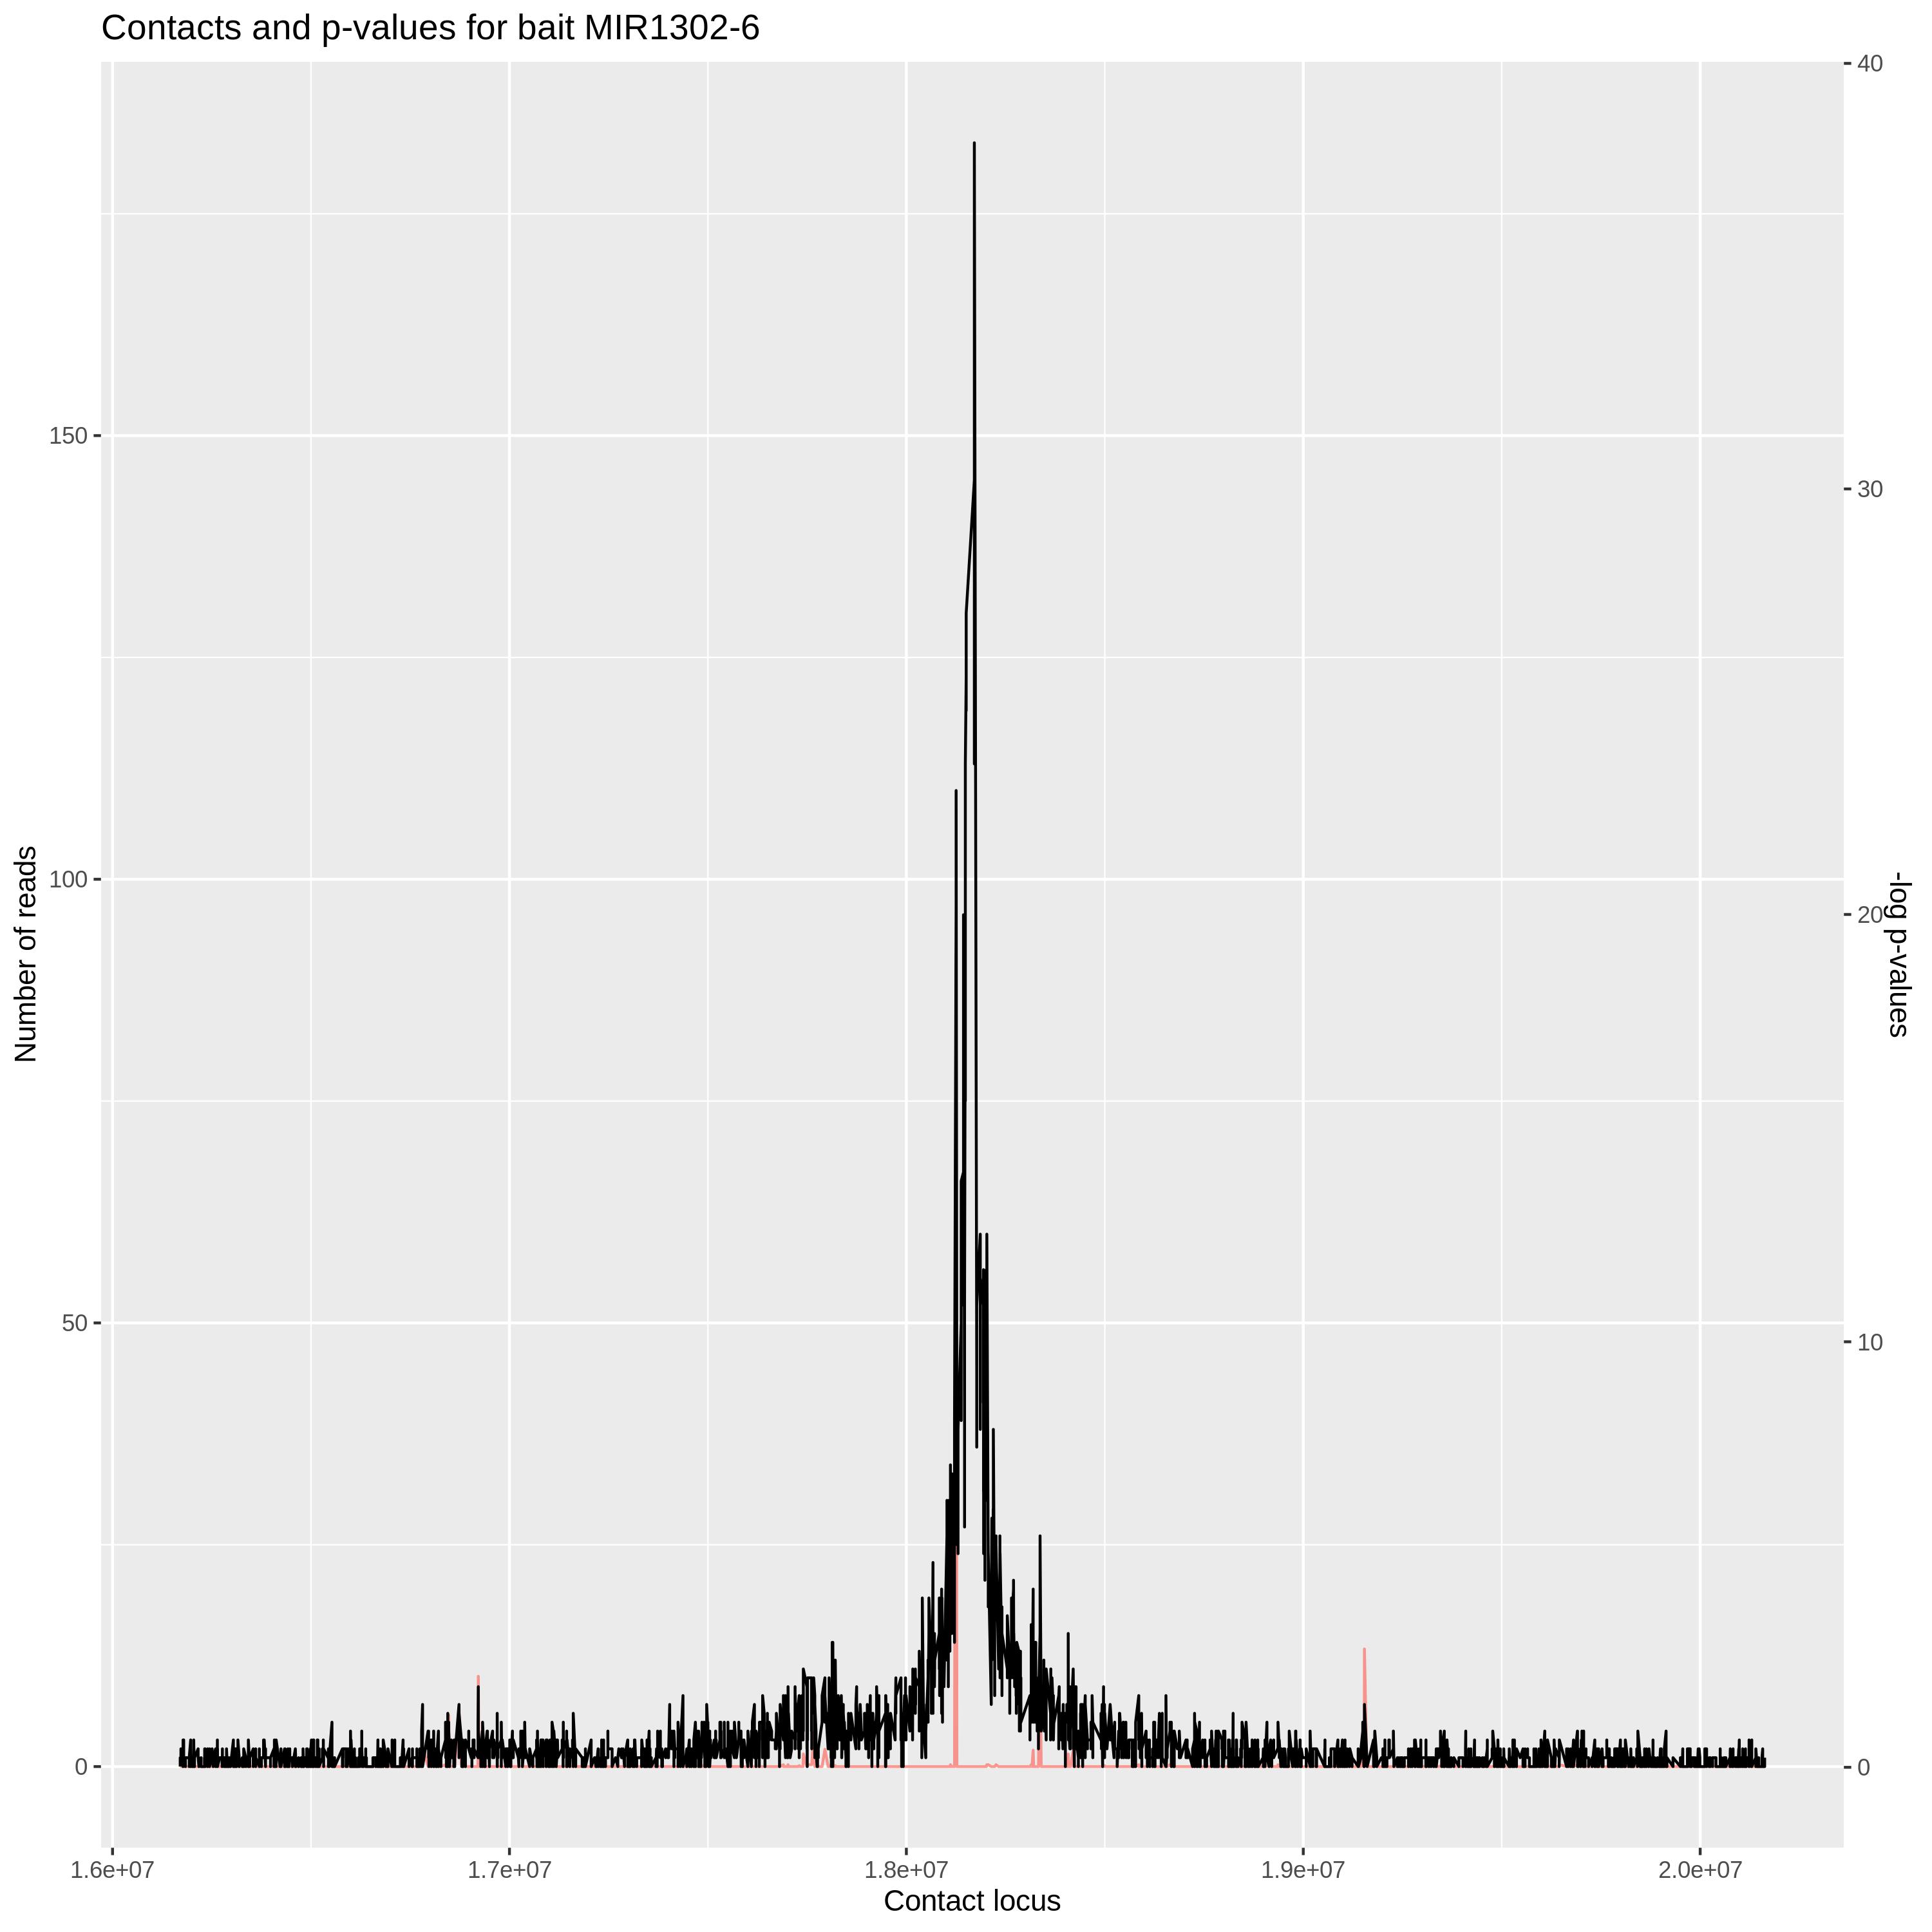 Contacts and p-values for bait MIR1302-6
40
150
30
Number of reads
100
20
-log p-values
50
10
0
0
1.6e+07
1.7e+07
1.8e+07
1.9e+07
2.0e+07
Contact locus